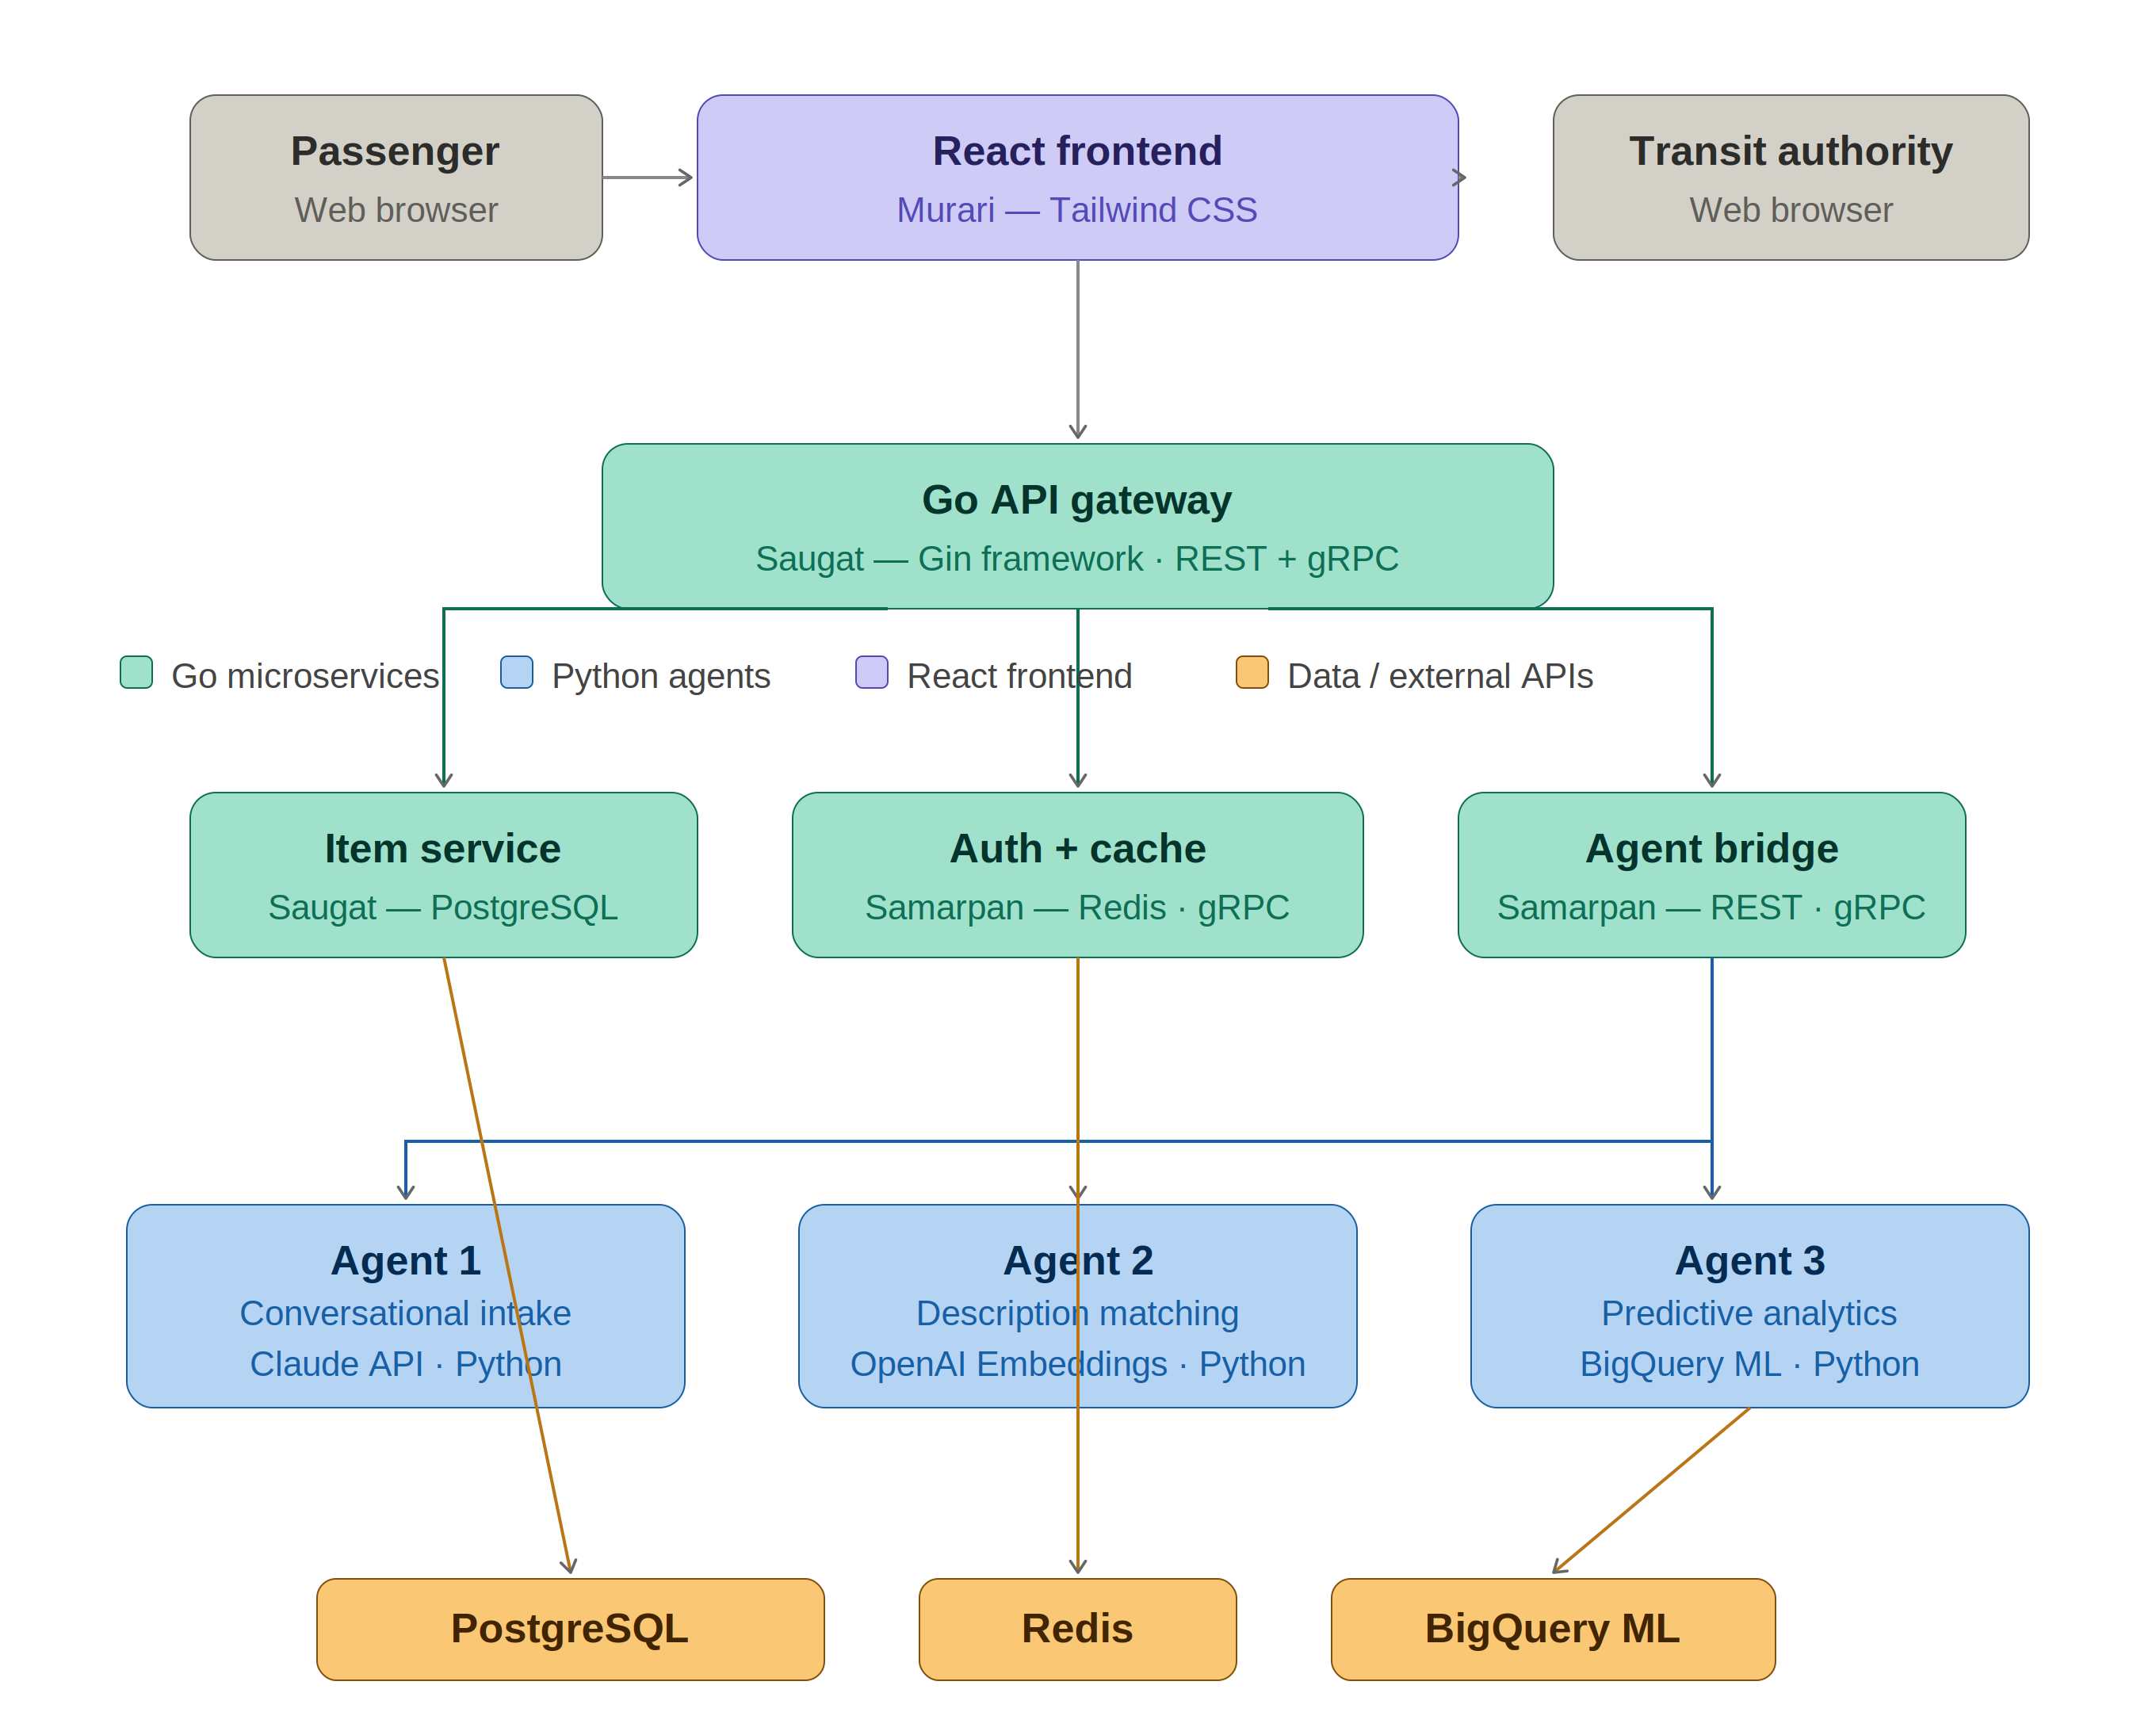 Passenger
Web browser
React frontend
Murari — Tailwind CSS
Transit authority
Web browser
Go API gateway
Saugat — Gin framework · REST + gRPC
Go microservices
Python agents
React frontend
Data / external APIs
Item service
Saugat — PostgreSQL
Auth + cache
Samarpan — Redis · gRPC
Agent bridge
Samarpan — REST · gRPC
Agent 1
Conversational intake
Claude API · Python
Agent 2
Description matching
OpenAI Embeddings · Python
Agent 3
Predictive analytics
BigQuery ML · Python
PostgreSQL
Redis
BigQuery ML